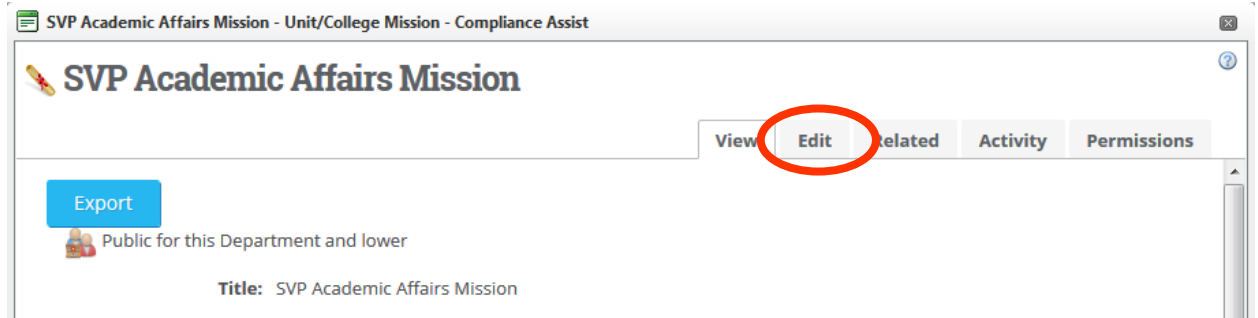 SVP Academic Affairs Mission - Unit/College Mission - Compliance Assist
SVP Academic Affairs Mission
View Edit Related Activity Permissions
Export
Public for this Department and lower
Title: SVP Academic Affairs Mission